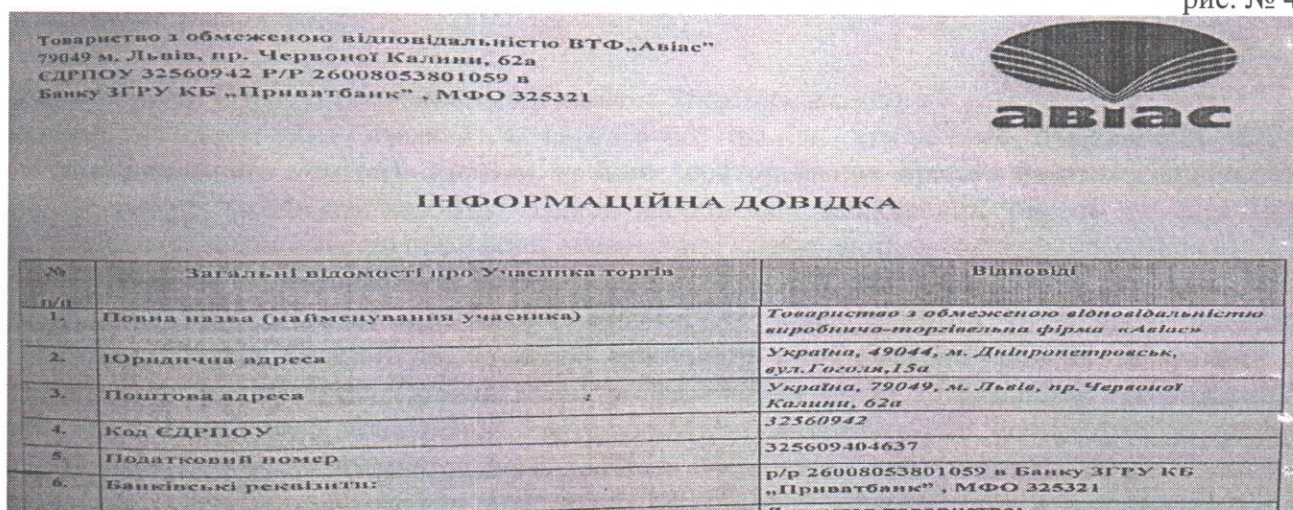 рис. № 4
Товариство з обмеженою відповідальністю ВТФ„Авіас”
79049 м. Львів, пр. Червоної Калини, 62а
ЄДРПОУ 32560942 Р/Р 26008053801059 в
Банку ЗГРУ КБ „Приватбанк” , МФО 325321
авіас
ІНФОРМАЦІЙНА ДОВІДКА
№ п/п Загальні відомості про Учасника торгів Відповіді
1. Повна назва (найменування учасника) Товариство з обмеженою відповідальністю
виробничо-торгівельна фірма «Авіас»
2. Юридична адреса Україна, 49044, м. Дніпропетровськ,
вул.Гоголя,15а
3. Поштова адреса Україна, 79049, м. Львів, пр.Червоної
Калини, 62а
4. Код ЄДРПОУ 32560942
5. Податковий номер 325609404637
6. Банківські реквізити: р/р 26008053801059 в Банку ЗГРУ КБ
„Приватбанк” , МФО 325321